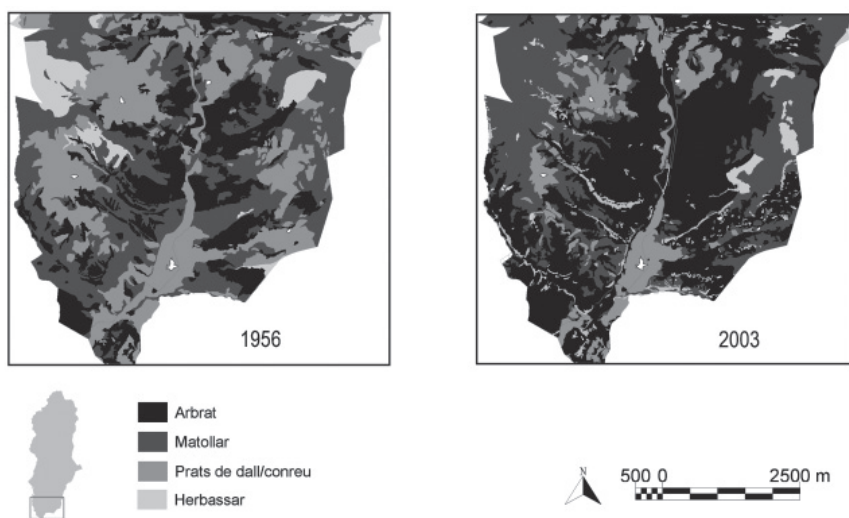 1956
2003
Arbrat
Matollar
Prats de dall/conreu
Herbassar
N
500 0 2500 m